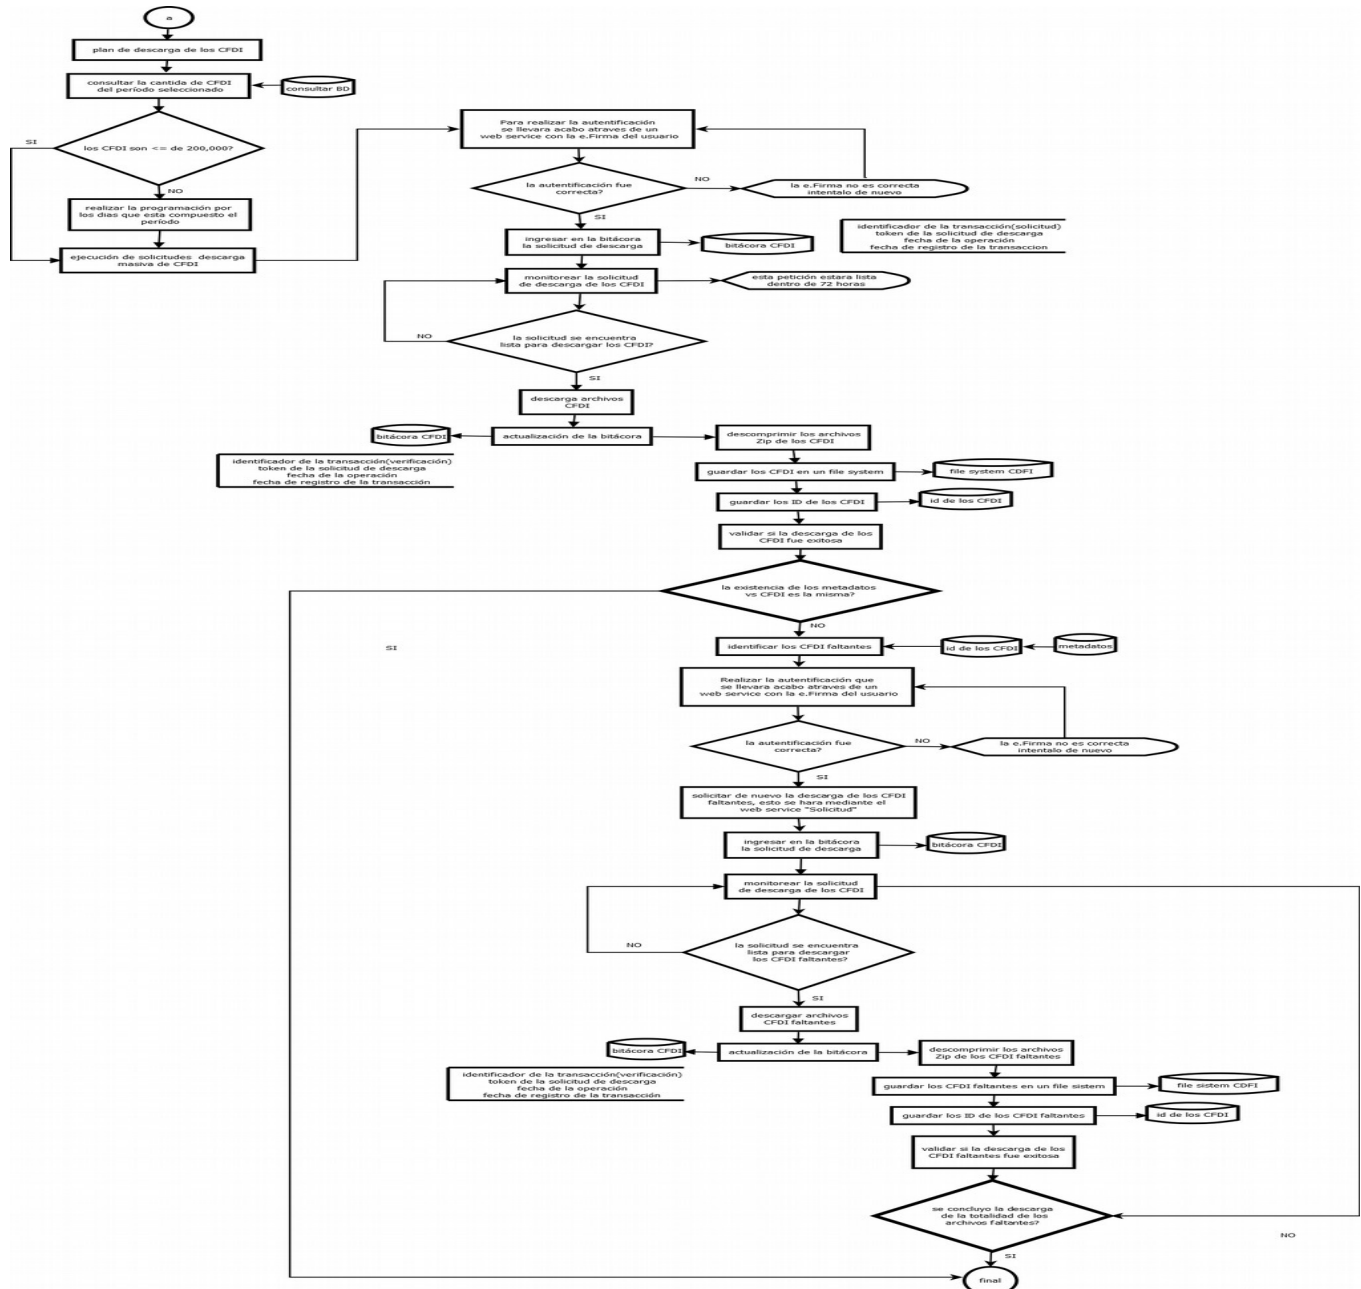 a
plan de descarga de los CFDI
consultar la cantida de CFDI
del período seleccionado
consultar BD
los CFDI son <= de 200,000?
SI
NO
realizar la programación por
los dias que esta compuesto el
período
ejecución de solicitudes descarga
masiva de CFDI
Para realizar la autentificación
se llevara acabo atraves de un
web service con la e.Firma del usuario
la autentificación fue
correcta?
NO
la e.Firma no es correcta
intentalo de nuevo
SI
ingresar en la bitácora
la solicitud de descarga
bitácora CFDI
identificador de la transacción(solicitud)
token de la solicitud de descarga
fecha de la operación
fecha de registro de la transaccion
monitorear la solicitud
de descarga de los CFDI
esta petición estara lista
dentro de 72 horas
la solicitud se encuentra
lista para descargar los CFDI?
NO
SI
descarga archivos
CFDI
actualización de la bitácora
bitácora CFDI
identificador de la transacción(verificación)
token de la solicitud de descarga
fecha de la operación
fecha de registro de la transacción
descomprimir los archivos
Zip de los CFDI
guardar los CFDI en un file system
file system CDFI
guardar los ID de los CFDI
id de los CFDI
validar si la descarga de los
CFDI fue exitosa
la existencia de los metadatos
vs CFDI es la misma?
SI
NO
identificar los CFDI faltantes
id de los CFDI
metadatos
Realizar la autentificación que
se llevara acabo atraves de un
web service con la e.Firma del usuario
la autentificación fue
correcta?
NO
la e.Firma no es correcta
intentalo de nuevo
SI
solicitar de nuevo la descarga de los CFDI
faltantes, esto se hara mediante el
web service "Solicitud"
ingresar en la bitácora
la solicitud de descarga
bitácora CFDI
monitorear la solicitud
de descarga de los CFDI
la solicitud se encuentra
lista para descargar
los CFDI faltantes?
NO
SI
descargar archivos
CFDI faltantes
actualización de la bitácora
bitácora CFDI
identificador de la transacción(verificación)
token de la solicitud de descarga
fecha de la operación
fecha de registro de la transacción
descomprimir los archivos
Zip de los CFDI faltantes
guardar los CFDI faltantes en un file sistem
file sistem CDFI
guardar los ID de los CFDI faltantes
id de los CFDI
validar si la descarga de los
CFDI faltantes fue exitosa
se concluyo la descarga
de la totalidad de los
archivos faltantes?
NO
SI
final